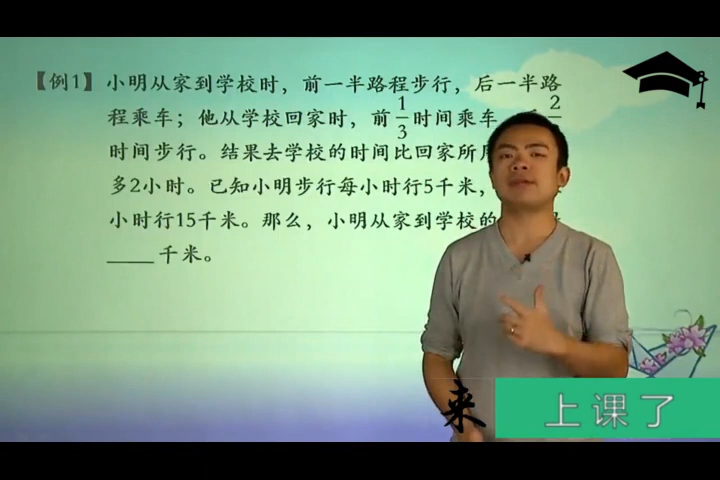 【例1】小明从家到学校时，前一半路程步行，后一半路
程乘车；他从学校回家时，前1/3时间乘车，后2/3
时间步行。结果去学校的时间比回家所用
多2小时。已知小明步行每小时行5千米，
小时行15千米。那么，小明从家到学校的
____千米。
来 上课了